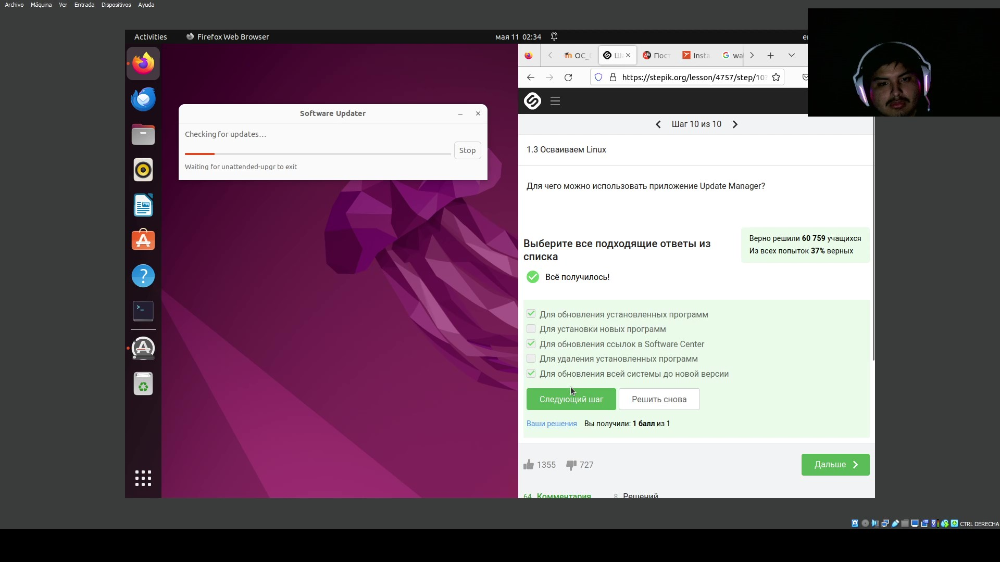 Archivo Máquina Ver Entrada Dispositivos Ayuda
Activities Firefox Web Browser мая 11 02:34
Software Updater
Checking for updates...
Stop
Waiting for unattended-upgr to exit
Insta
https://stepik.org/lesson/4757/step/10?
Шаг 10 из 10
1.3 Осваиваем Linux
Для чего можно использовать приложение Update Manager?
Выберите все подходящие ответы из
списка
Верно решили 60 759 учащихся
Из всех попыток 37% верных
Всё получилось!
Для обновления установленных программ
Для установки новых программ
Для обновления ссылок в Software Center
Для удаления установленных программ
Для обновления всей системы до новой версии
Следующий шаг Решить снова
Ваши решения Вы получили: 1 балл из 1
1355 727
Дальше
64 Комментария 8 Решений
CTRL DERECHA